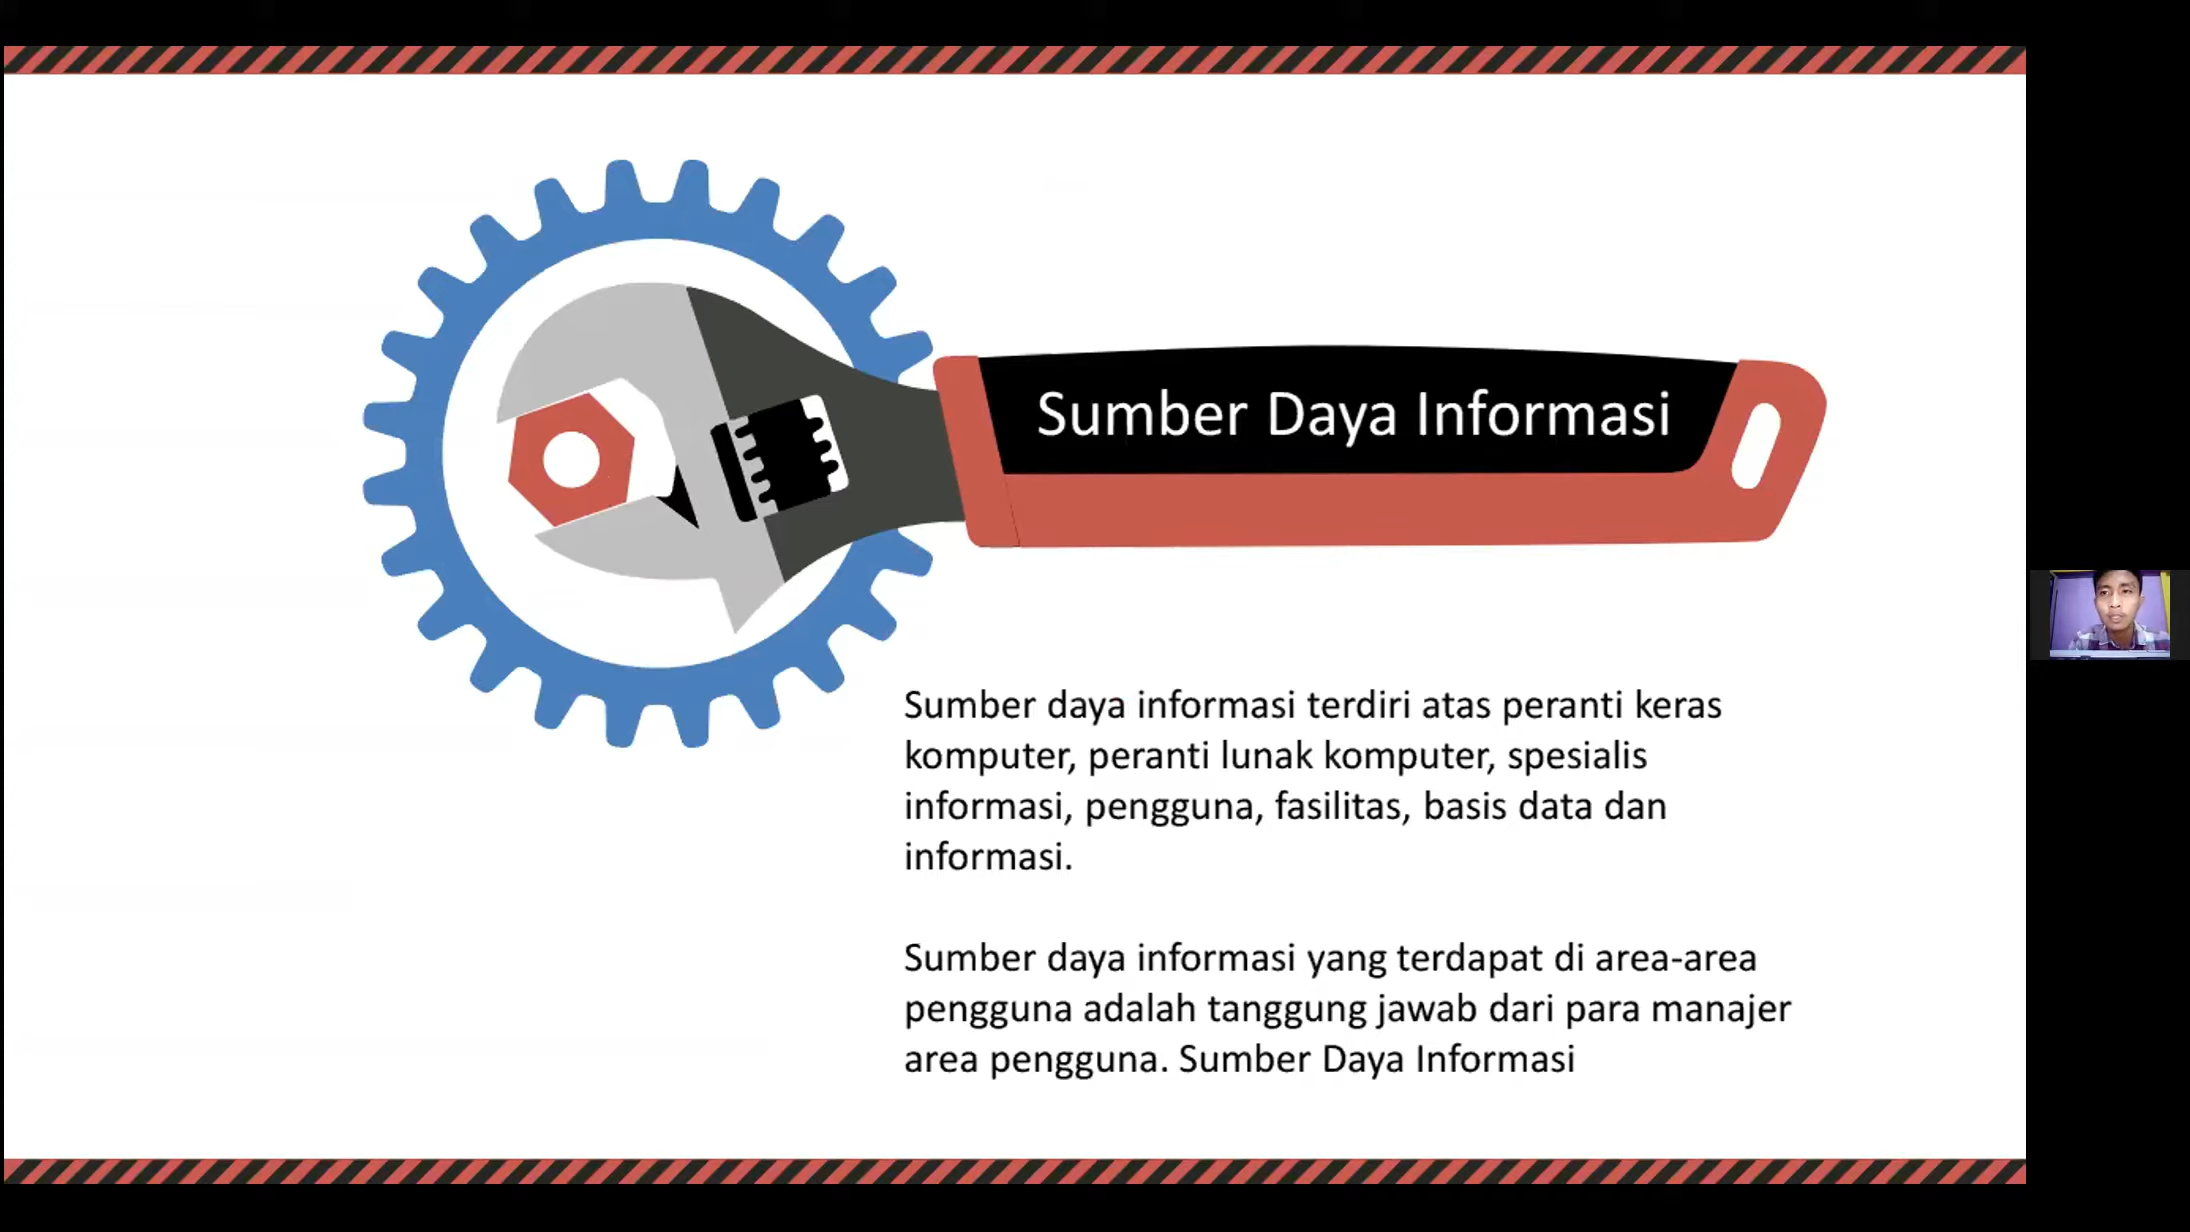 Sumber Daya Informasi
Sumber daya informasi terdiri atas peranti keras
komputer, peranti lunak komputer, spesialis
informasi, pengguna, fasilitas, basis data dan
informasi.
Sumber daya informasi yang terdapat di area-area
pengguna adalah tanggung jawab dari para manajer
area pengguna. Sumber Daya Informasi